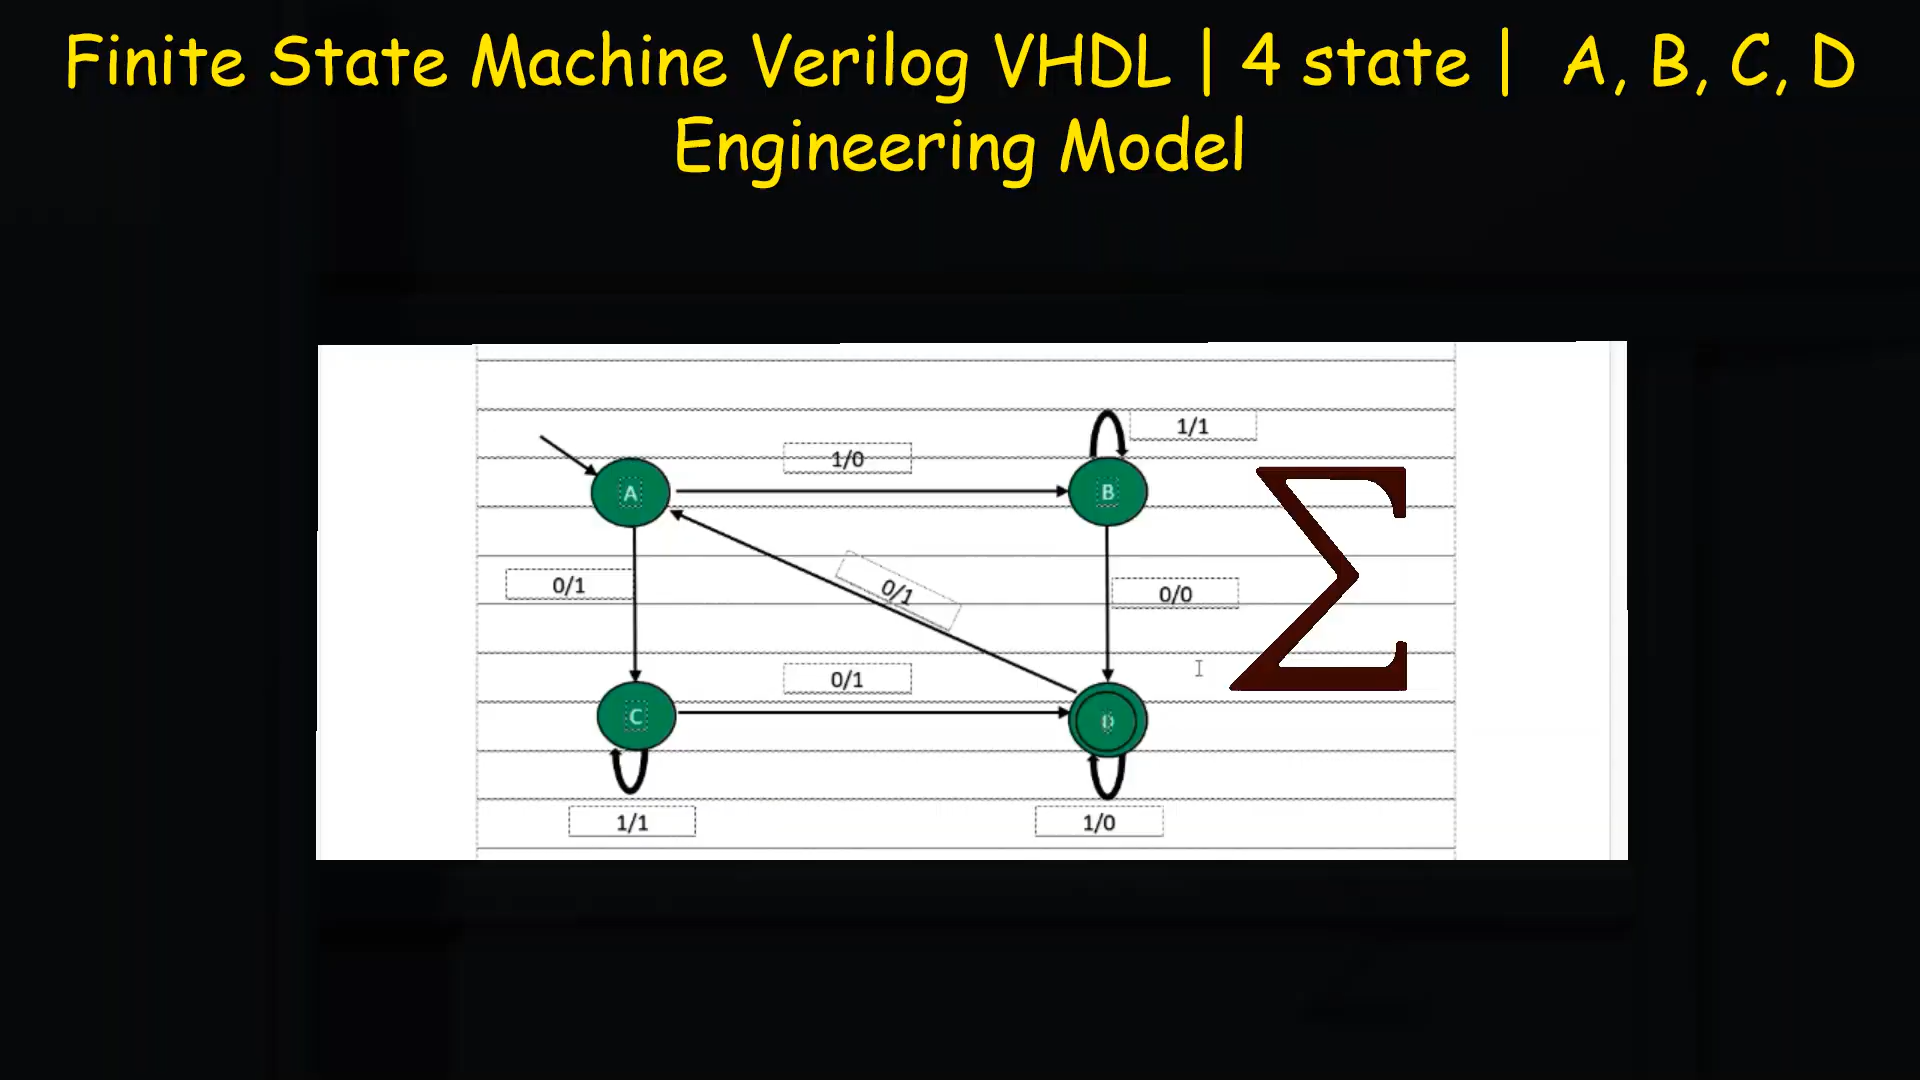 Finite State Machine Verilog VHDL | 4 state | A, B, C, D
Engineering Model
1/1
1/0
A
B
0/1
0/1
0/0
0/1
C
D
1/1
1/0
Σ